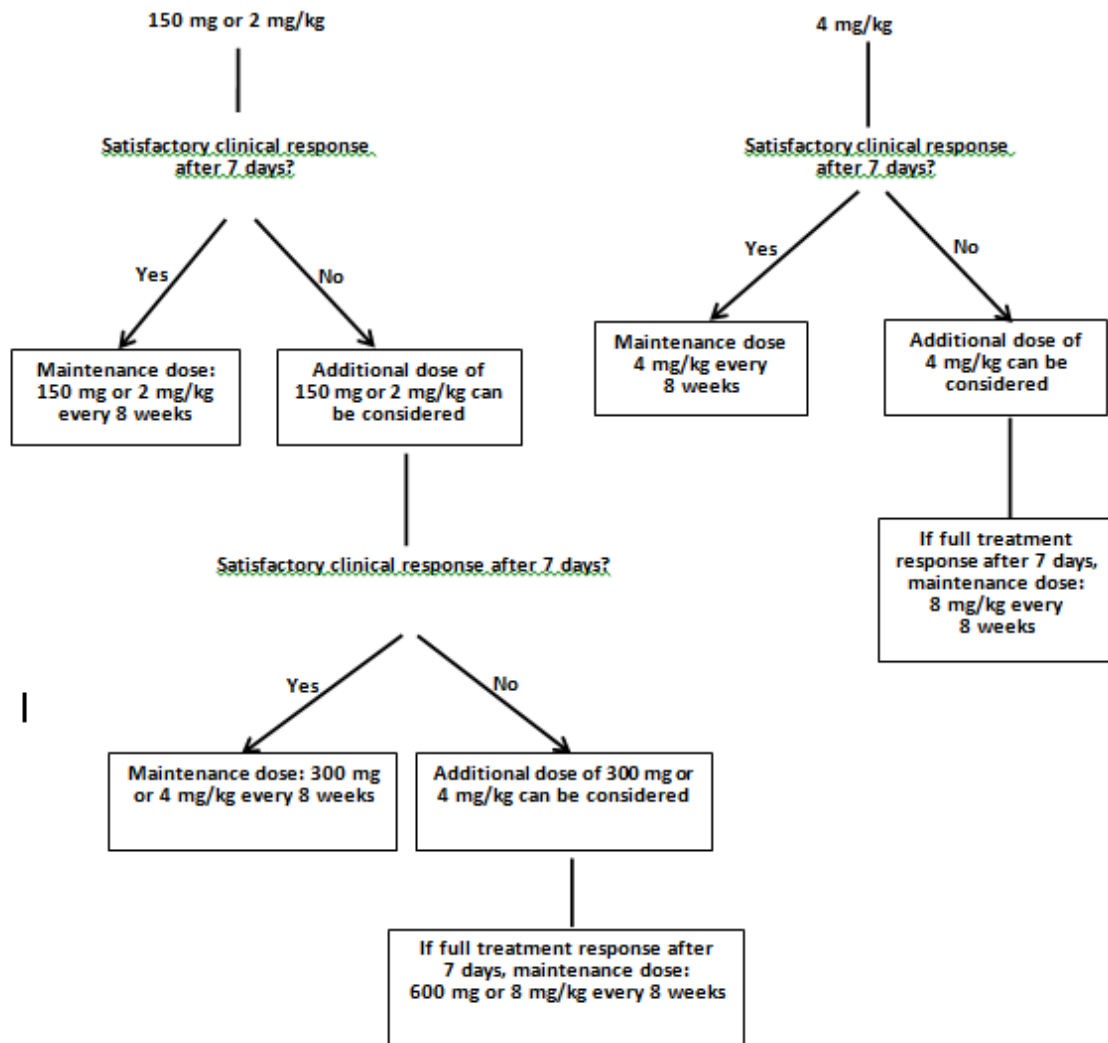 150 mg or 2 mg/kg
Satisfactory clinical response
after 7 days?
Yes
No
Maintenance dose:
150 mg or 2 mg/kg
every 8 weeks
Additional dose of
150 mg or 2 mg/kg can
be considered
Satisfactory clinical response after 7 days?
Yes
No
Maintenance dose: 300 mg
or 4 mg/kg every 8 weeks
Additional dose of 300 mg or
4 mg/kg can be considered
If full treatment response after
7 days, maintenance dose:
600 mg or 8 mg/kg every 8 weeks
4 mg/kg
Satisfactory clinical response
after 7 days?
Yes
No
Maintenance dose
4 mg/kg every
8 weeks
Additional dose of
4 mg/kg can be
considered
If full treatment
response after 7 days,
maintenance dose:
8 mg/kg every
8 weeks